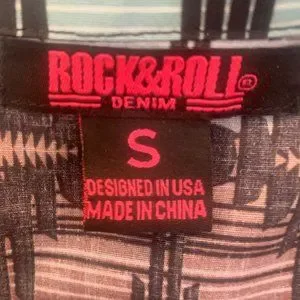 ROCK&ROLL®
DENIM
S
DESIGNED IN USA
MADE IN CHINA